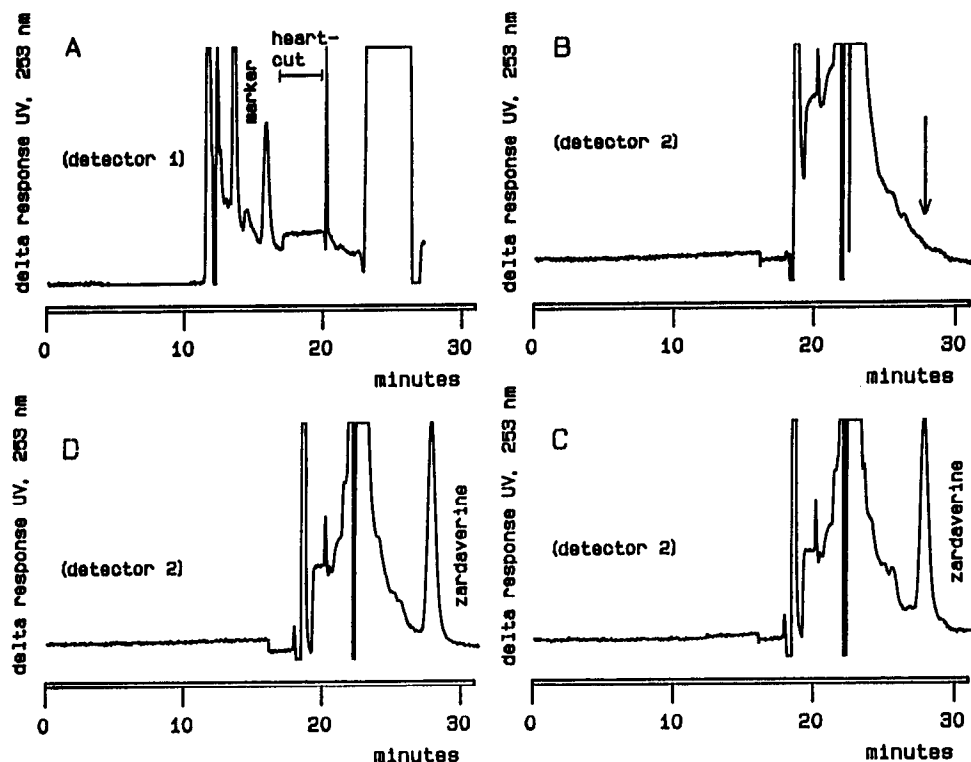 A
heart-
cut
marker
(detector 1)
delta response UV, 253 nm
0 10 20 30
minutes
B
(detector 2)
delta response UV, 253 nm
0 10 20 30
minutes
D
(detector 2)
zardaverine
delta response UV, 253 nm
0 10 20 30
minutes
C
(detector 2)
zardaverine
delta response UV, 253 nm
0 10 20 30
minutes